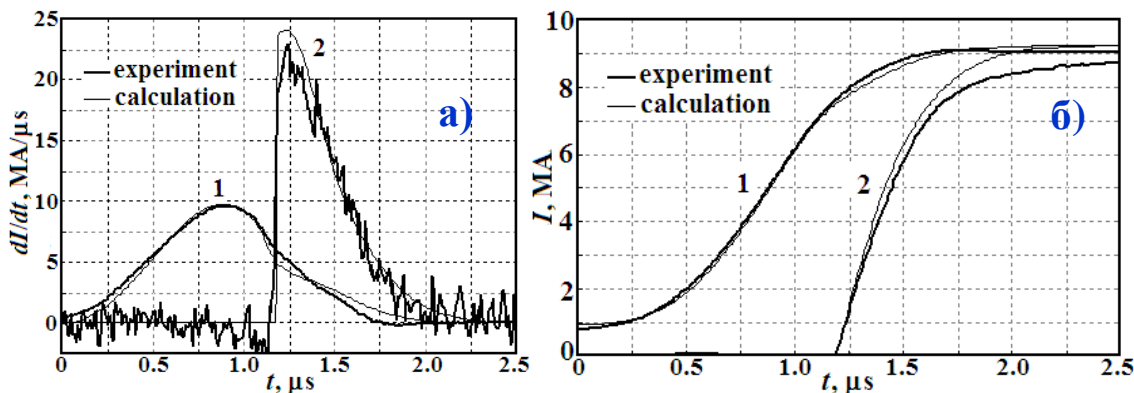 25
20
15
10
5
0
dI/dt, MA/μs
experiment
calculation
1
2
а)
0 0.5 1.0 1.5 2.0 2.5
t, μs
10
8
6
4
2
0
I, MA
experiment
calculation
1
2
б)
0 0.5 1.0 1.5 2.0 2.5
t, μs